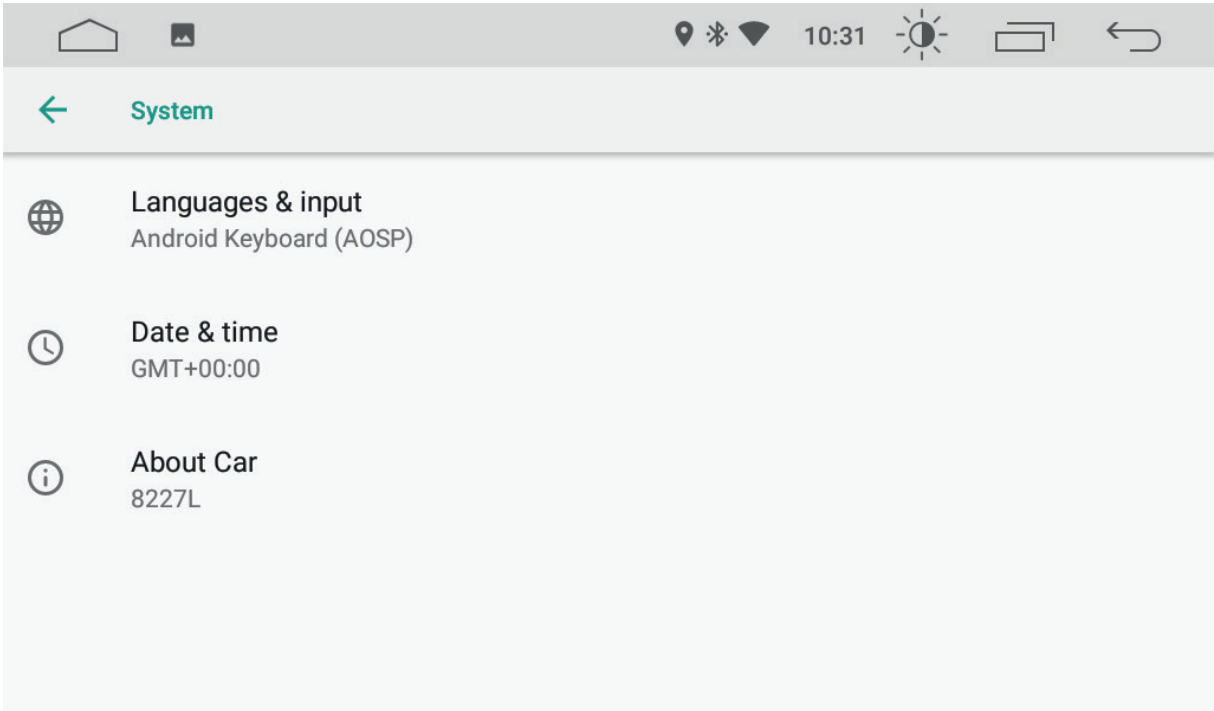 10:31
System
Languages & input
Android Keyboard (AOSP)
Date & time
GMT+00:00
About Car
8227L